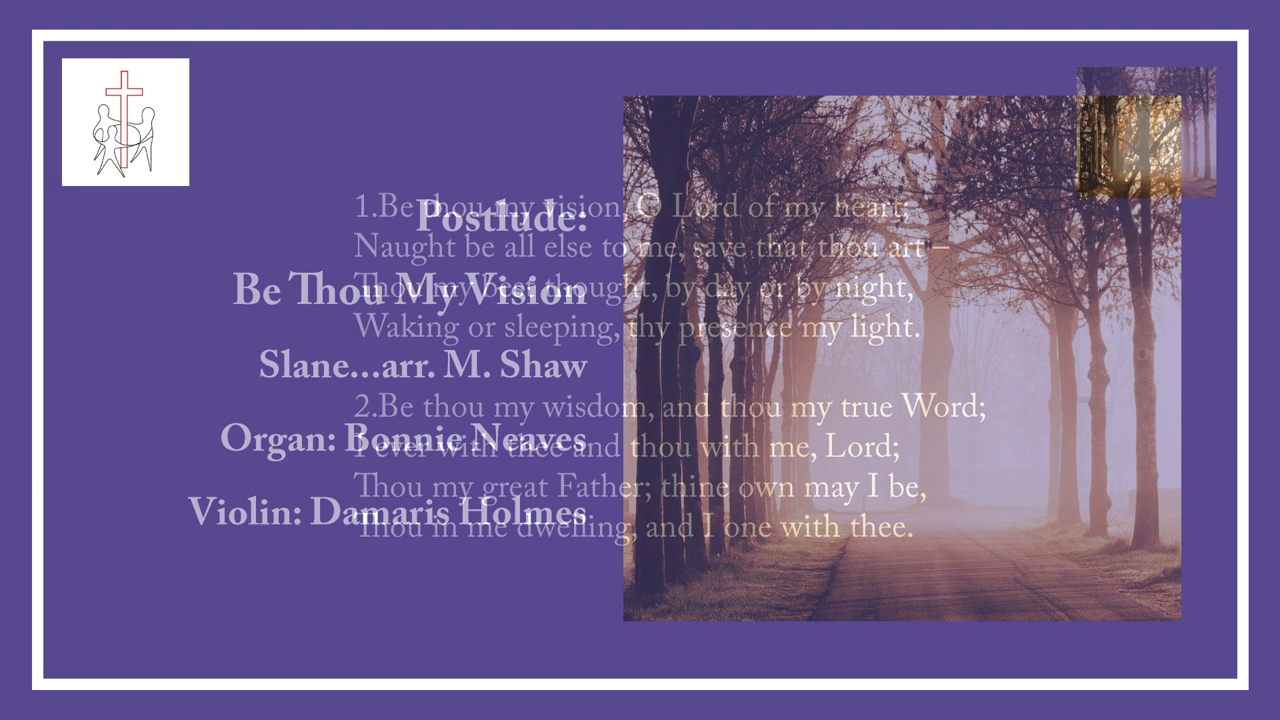 Postlude:
Be Thou My Vision
Slane...arr. M. Shaw
Organ: Bonnie Neaves
Violin: Damaris Holmes
1.Be thou my vision, O Lord of my heart,
Naught be all else to me, save that thou art –
Thou my best thought, by day or by night,
Waking or sleeping, thy presence my light.
2.Be thou my wisdom, and thou my true Word;
I ever with thee and thou with me, Lord;
Thou my great Father; thine own may I be,
Thou in me dwelling, and I one with thee.